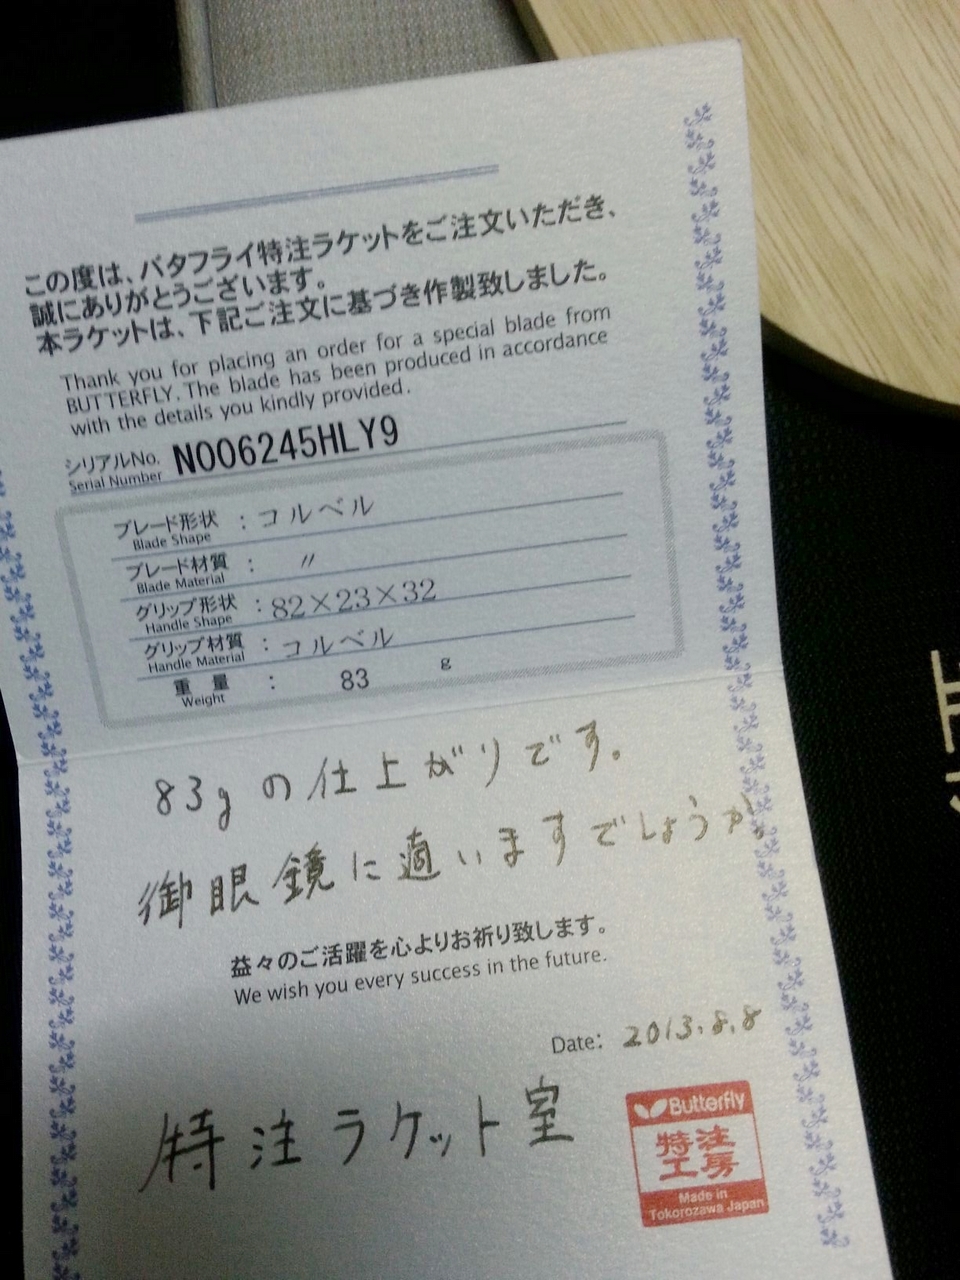 この度は、バタフライ特注ラケットをご注文いただき、
誠にありがとうございます。
本ラケットは、下記ご注文に基づき作製致しました。
Thank you for placing an order for a special blade from
BUTTERFLY. The blade has been produced in accordance
with the details you kindly provided.
シリアルNo. N006245HLY9
Serial Number
ブレード形状 : コルベル
Blade Shape
ブレード材質 : 〃
Blade Material
グリップ形状 : 82×23×32
Handle Shape
グリップ材質 : コルベル
Handle Material
重量 : 83 g
Weight
83gの仕上がりです。
御眼鏡に適いますでしょうか。
益々のご活躍を心よりお祈り致します。
We wish you every success in the future.
Date: 2013.8.8
特注ラケット室
Butterfly
特注
工房
Made in
Tokorozawa Japan